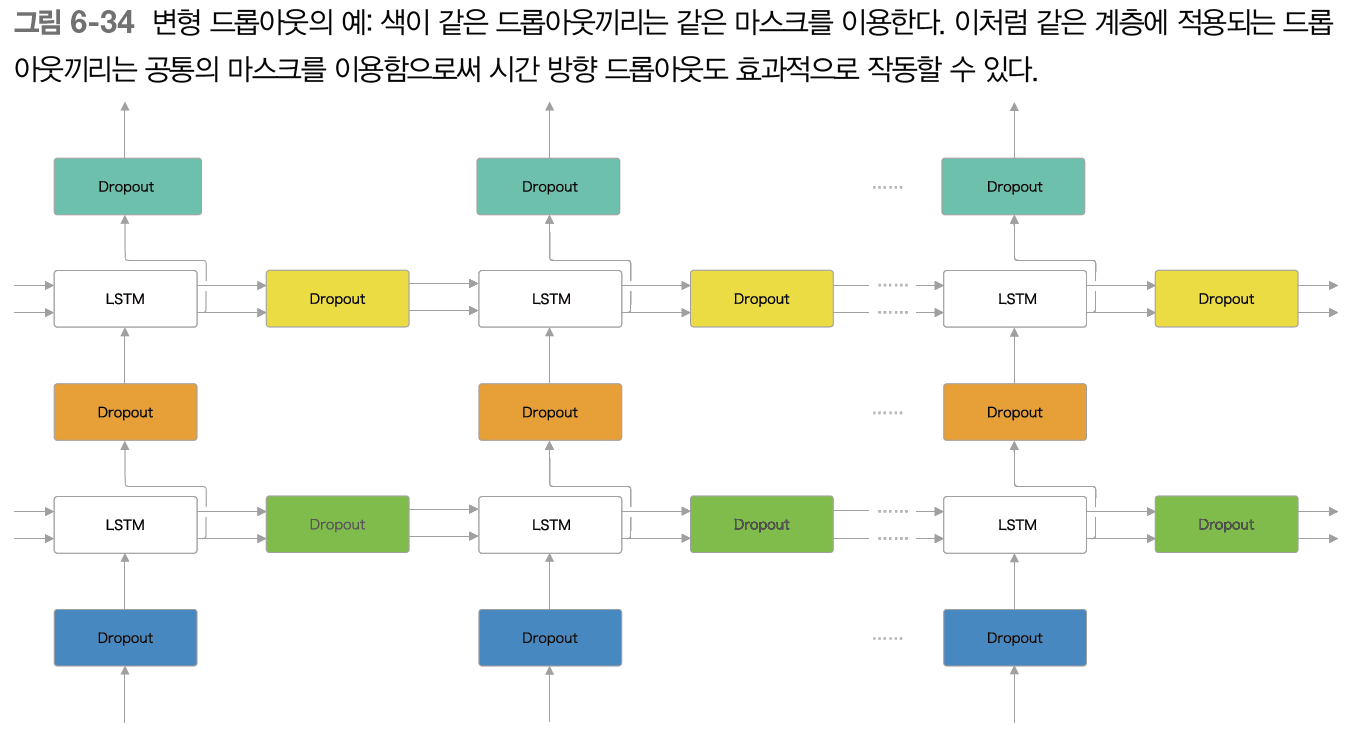 그림 6-34 변형 드롭아웃의 예: 색이 같은 드롭아웃끼리는 같은 마스크를 이용한다. 이처럼 같은 계층에 적용되는 드롭
아웃끼리는 공통의 마스크를 이용함으로써 시간 방향 드롭아웃도 효과적으로 작동할 수 있다.
Dropout Dropout ...... Dropout
LSTM Dropout LSTM Dropout ...... ...... LSTM Dropout
Dropout Dropout ...... Dropout
LSTM Dropout LSTM Dropout ...... ...... LSTM Dropout
Dropout Dropout ...... Dropout